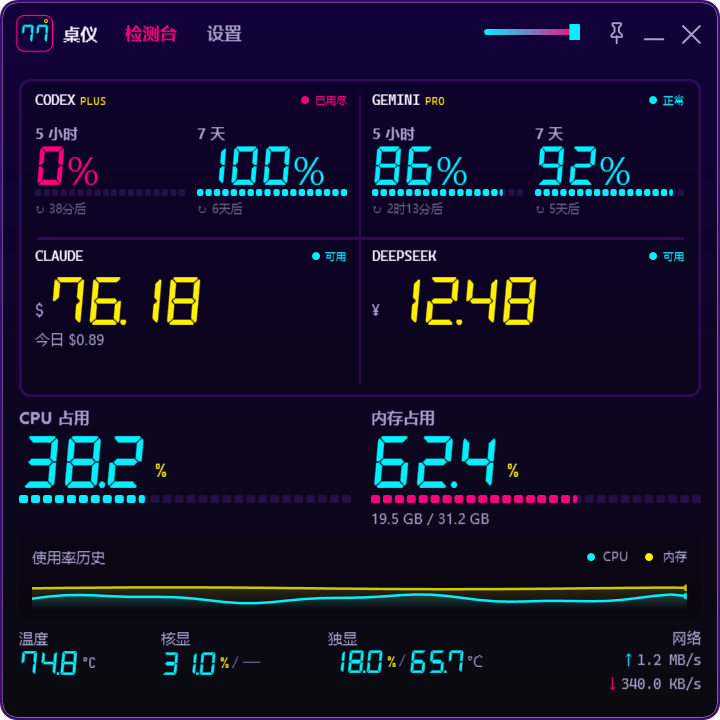 77 桌仪 检测台 设置
CODEX PLUS 已用尽
5 小时 7 天
0% 100%
↻ 38分后 ↻ 6天后
GEMINI PRO 正常
5 小时 7 天
86% 92%
↻ 2时13分后 ↻ 5天后
CLAUDE 可用
$ 76.18
今日 $0.89
DEEPSEEK 可用
¥ 12.48
CPU 占用
38.2 %
内存占用
62.4 %
19.5 GB / 31.2 GB
使用率历史 CPU 内存
温度 核显 独显 网络
74.8 °C 31.0 % / — 18.0 % / 65.7 °C ↑ 1.2 MB/s
↓ 340.0 KB/s